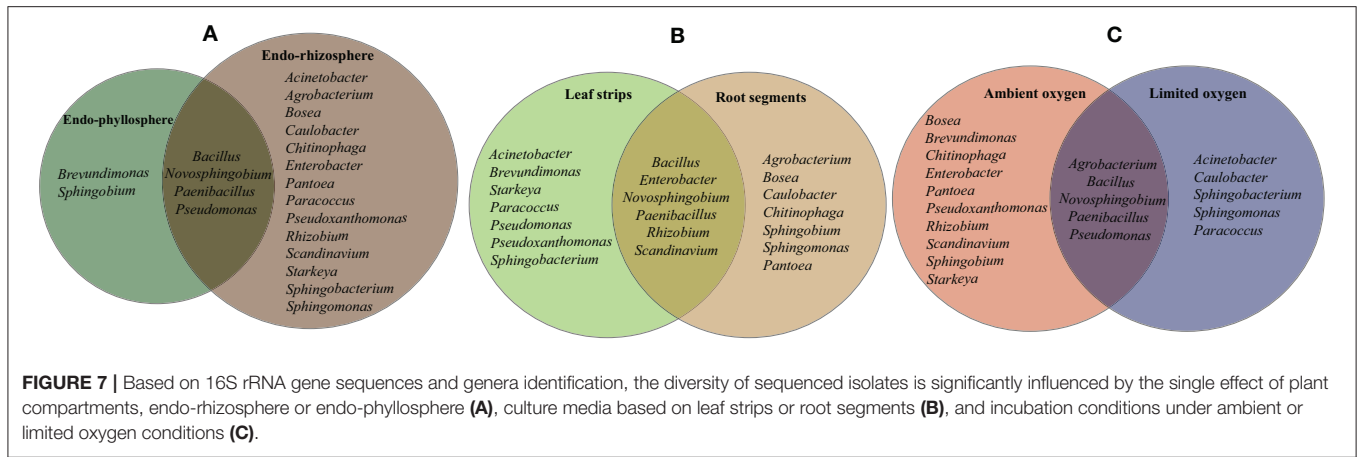 A
Endo-phyllosphere
Brevundimonas
Sphingobium
Bacillus
Novosphingobium
Paenibacillus
Pseudomonas
Endo-rhizosphere
Acinetobacter
Agrobacterium
Bosea
Caulobacter
Chitinophaga
Enterobacter
Pantoea
Paracoccus
Pseudoxanthomonas
Rhizobium
Scandinavium
Starkeya
Sphingobacterium
Sphingomonas
B
Leaf strips
Acinetobacter
Brevundimonas
Starkeya
Paracoccus
Pseudomonas
Pseudoxanthomonas
Sphingobacterium
Bacillus
Enterobacter
Novosphingobium
Paenibacillus
Rhizobium
Scandinavium
Root segments
Agrobacterium
Bosea
Caulobacter
Chitinophaga
Sphingobium
Sphingomonas
Pantoea
C
Ambient oxygen
Bosea
Brevundimonas
Chitinophaga
Enterobacter
Pantoea
Pseudoxanthomonas
Rhizobium
Scandinavium
Sphingobium
Starkeya
Agrobacterium
Bacillus
Novosphingobium
Paenibacillus
Pseudomonas
Limited oxygen
Acinetobacter
Caulobacter
Sphingobacterium
Sphingomonas
Paracoccus
FIGURE 7 | Based on 16S rRNA gene sequences and genera identification, the diversity of sequenced isolates is significantly influenced by the single effect of plant
compartments, endo-rhizosphere or endo-phyllosphere (A), culture media based on leaf strips or root segments (B), and incubation conditions under ambient or
limited oxygen conditions (C).